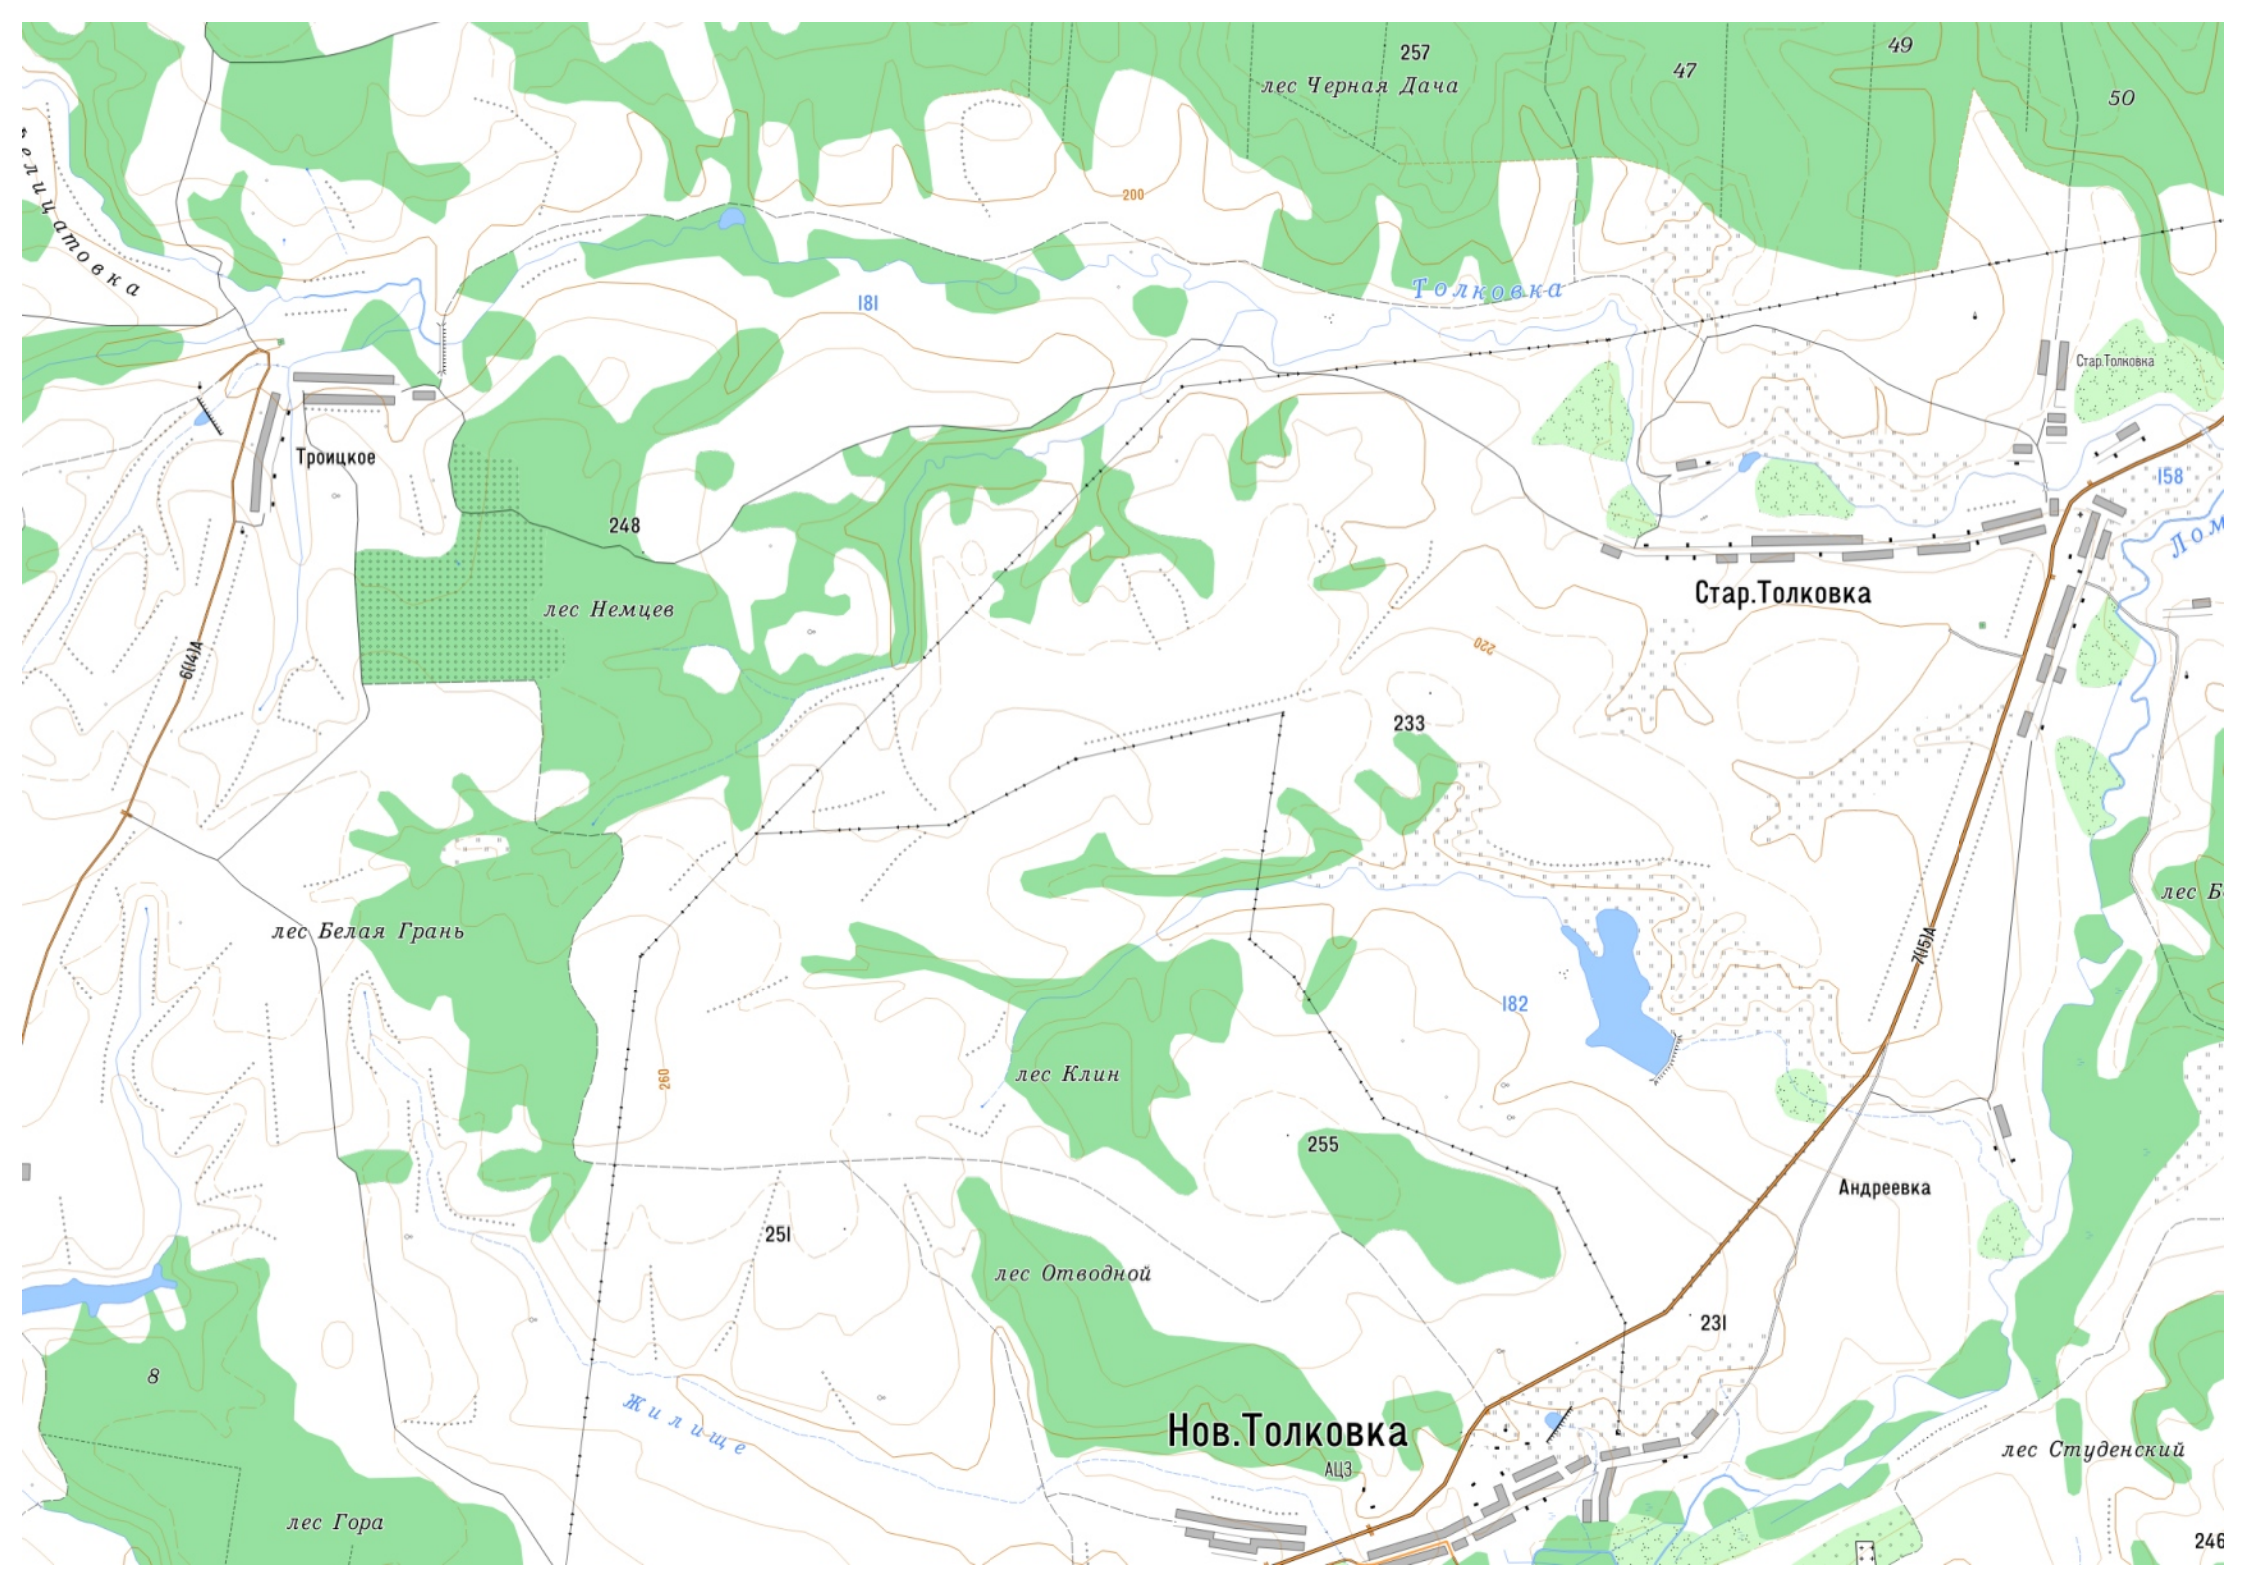 257
49
47
лес Черная Дача
50
200
елицатовка
Толковка
181
Стар.Толковка
Троицкое
158
248
Лом
Стар.Толковка
лес Немцев
220
6(14)А
233
лес Б
лес Белая Грань
7(15)А
182
260
лес Клин
255
Андреевка
251
лес Отводной
231
8
Жилище
Нов.Толковка
АЦЗ
лес Студенский
лес Гора
246